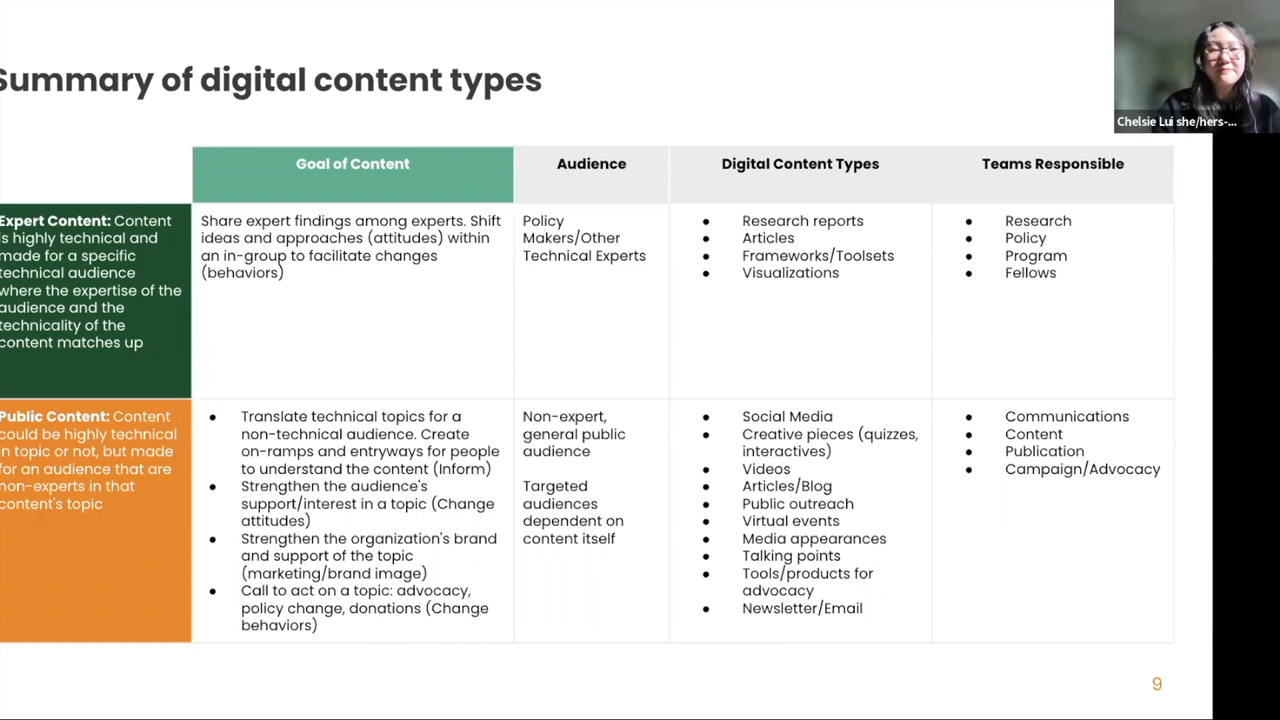 Summary of digital content types
Chelsie Lui she/hers-...
Goal of Content
Audience
Digital Content Types
Teams Responsible
Expert Content: Content
is highly technical and
made for a specific
technical audience
where the expertise of the
audience and the
technicality of the
content matches up
Share expert findings among experts. Shift
ideas and approaches (attitudes) within
an in-group to facilitate changes
(behaviors)
Policy
Makers/Other
Technical Experts
● Research reports
● Articles
● Frameworks/Toolsets
● Visualizations
● Research
● Policy
● Program
● Fellows
Public Content: Content
could be highly technical
in topic or not, but made
for an audience that are
non-experts in that
content's topic
● Translate technical topics for a
non-technical audience. Create
on-ramps and entryways for people
to understand the content (Inform)
● Strengthen the audience's
support/interest in a topic (Change
attitudes)
● Strengthen the organization's brand
and support of the topic
(marketing/brand image)
● Call to act on a topic: advocacy,
policy change, donations (Change
behaviors)
Non-expert,
general public
audience
Targeted
audiences
dependent on
content itself
● Social Media
● Creative pieces (quizzes,
interactives)
● Videos
● Articles/Blog
● Public outreach
● Virtual events
● Media appearances
● Talking points
● Tools/products for
advocacy
● Newsletter/Email
● Communications
● Content
● Publication
● Campaign/Advocacy
9